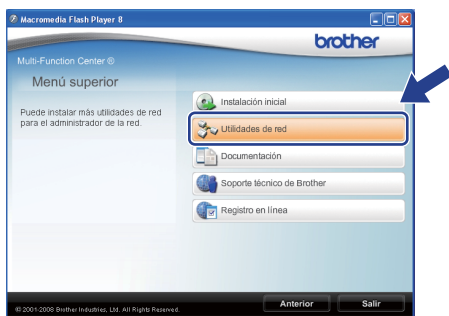 Macromedia Flash Player 8
brother
Multi-Function Center ®
Menú superior
Puede instalar más utilidades de red
para el administrador de la red.
Instalación inicial
Utilidades de red
Documentación
Soporte técnico de Brother
Registro en línea
© 2001-2008 Brother Industries, Ltd. All Rights Reserved.
Anterior
Salir